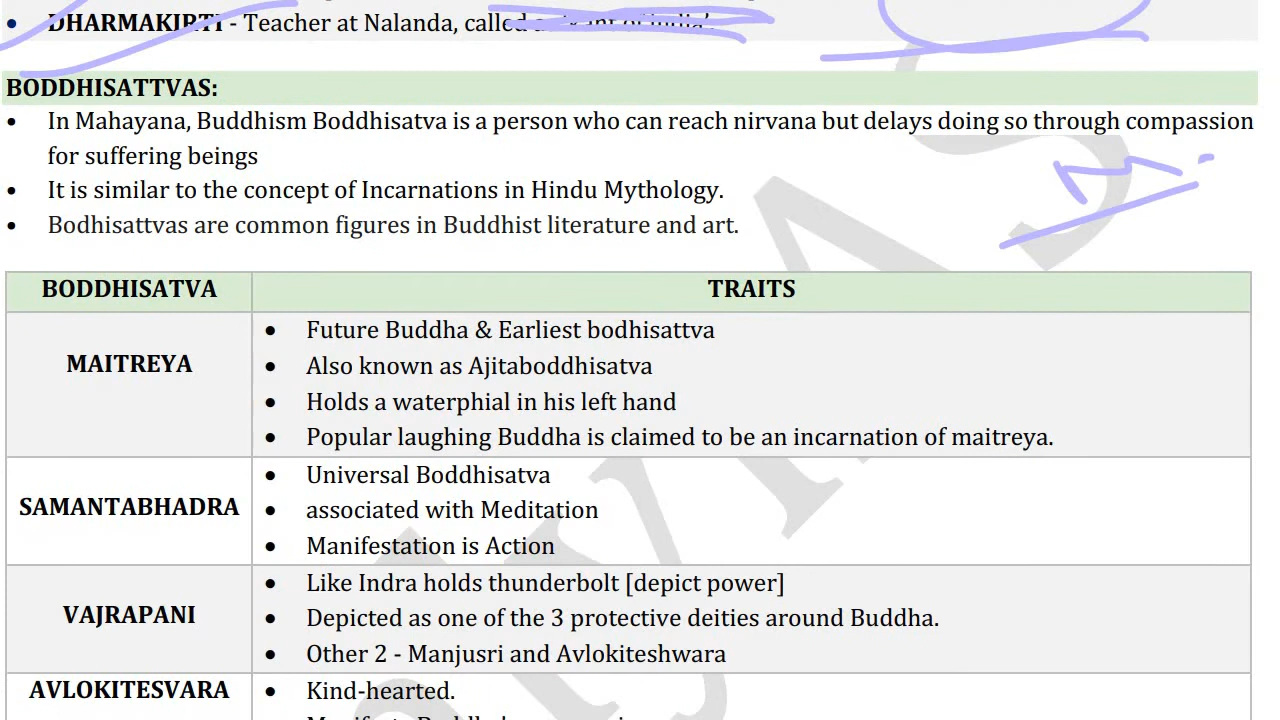 • DHARMAKIRTI - Teacher at Nalanda, called as 'Kant of India'.
BODDHISATTVAS:
• In Mahayana, Buddhism Boddhisatva is a person who can reach nirvana but delays doing so through compassion
for suffering beings
• It is similar to the concept of Incarnations in Hindu Mythology.
• Bodhisattvas are common figures in Buddhist literature and art.
BODDHISATVA TRAITS
MAITREYA
• Future Buddha & Earliest bodhisattva
• Also known as Ajitaboddhisatva
• Holds a waterphial in his left hand
• Popular laughing Buddha is claimed to be an incarnation of maitreya.
SAMANTABHADRA
• Universal Boddhisatva
• associated with Meditation
• Manifestation is Action
VAJRAPANI
• Like Indra holds thunderbolt [depict power]
• Depicted as one of the 3 protective deities around Buddha.
• Other 2 - Manjusri and Avlokiteshwara
AVLOKITESVARA
• Kind-hearted.